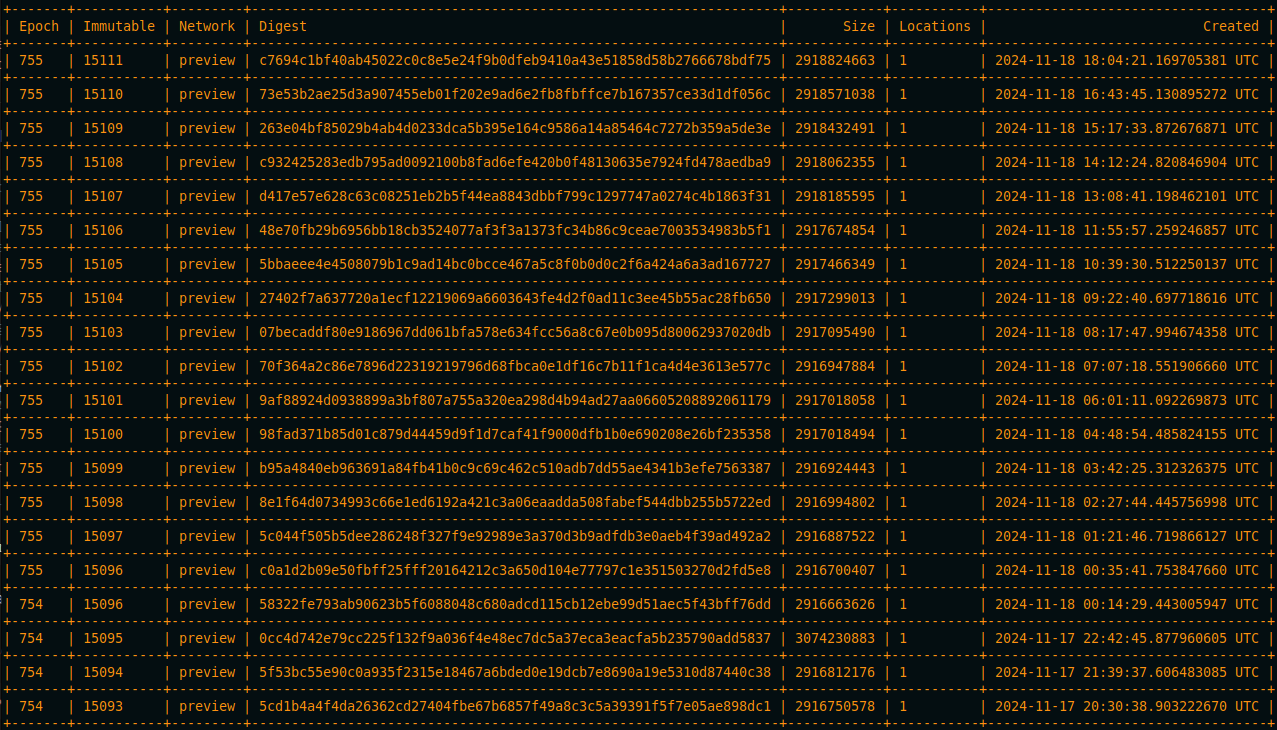 +-------+-----------+---------+------------------------------------------------------------------+------------+-----------+-----------------------------------+
| Epoch | Immutable | Network | Digest | Size | Locations | Created |
+-------+-----------+---------+------------------------------------------------------------------+------------+-----------+-----------------------------------+
| 755 | 15111 | preview | c7694c1bf40ab45022c0c8e5e24f9b0dfeb9410a43e51858d58b2766678bdf75 | 2918824663 | 1 | 2024-11-18 18:04:21.169705381 UTC |
| 755 | 15110 | preview | 73e53b2ae25d3a907455eb01f202e9ad6e2fb8fbffce7b167357ce33d1df056c | 2918571038 | 1 | 2024-11-18 16:43:45.130895272 UTC |
| 755 | 15109 | preview | 263e04bf85029b4ab4d0233dca5b395e164c9586a14a85464c7272b359a5de3e | 2918432491 | 1 | 2024-11-18 15:17:33.872676871 UTC |
| 755 | 15108 | preview | c932425283edb795ad0092100b8fad6efe420b0f48130635e7924fd478aedba9 | 2918062355 | 1 | 2024-11-18 14:12:24.820846904 UTC |
| 755 | 15107 | preview | d417e57e628c63c08251eb2b5f44ea8843dbbf799c1297747a0274c4b1863f31 | 2918185595 | 1 | 2024-11-18 13:08:41.198462101 UTC |
| 755 | 15106 | preview | 48e70fb29b6956bb18cb3524077af3f3a1373fc34b86c9ceae7003534983b5f1 | 2917674854 | 1 | 2024-11-18 11:55:57.259246857 UTC |
| 755 | 15105 | preview | 5bbaeee4e4508079b1c9ad14bc0bcce467a5c8f0b0d0c2f6a424a6a3ad167727 | 2917466349 | 1 | 2024-11-18 10:39:30.512250137 UTC |
| 755 | 15104 | preview | 27402f7a637720a1ecf12219069a6603643fe4d2f0ad11c3ee45b55ac28fb650 | 2917299013 | 1 | 2024-11-18 09:22:40.697718616 UTC |
| 755 | 15103 | preview | 07becaddf80e9186967dd061bfa578e634fcc56a8c67e0b095d80062937020db | 2917095490 | 1 | 2024-11-18 08:17:47.994674358 UTC |
| 755 | 15102 | preview | 70f364a2c86e7896d22319219796d68fbca0e1df16c7b11f1ca4d4e3613e577c | 2916947884 | 1 | 2024-11-18 07:07:18.551906660 UTC |
| 755 | 15101 | preview | 9af88924d0938899a3bf807a755a320ea298d4b94ad27aa06605208892061179 | 2917018058 | 1 | 2024-11-18 06:01:11.092269873 UTC |
| 755 | 15100 | preview | 98fad371b85d01c879d44459d9f1d7caf41f9000dfb1b0e690208e26bf235358 | 2917018494 | 1 | 2024-11-18 04:48:54.485824155 UTC |
| 755 | 15099 | preview | b95a4840eb963691a84fb41b0c9c69c462c510adb7dd55ae4341b3efe7563387 | 2916924443 | 1 | 2024-11-18 03:42:25.312326375 UTC |
| 755 | 15098 | preview | 8e1f64d0734993c66e1ed6192a421c3a06eaadda508fabef544dbb255b5722ed | 2916994802 | 1 | 2024-11-18 02:27:44.445756998 UTC |
| 755 | 15097 | preview | 5c044f505b5dee286248f327f9e92989e3a370d3b9adfdb3e0aeb4f39ad492a2 | 2916887522 | 1 | 2024-11-18 01:21:46.719866127 UTC |
| 755 | 15096 | preview | c0a1d2b09e50fbff25fff20164212c3a650d104e77797c1e351503270d2fd5e8 | 2916700407 | 1 | 2024-11-18 00:35:41.753847660 UTC |
| 754 | 15096 | preview | 58322fe793ab90623b5f6088048c680adcd115cb12ebe99d51aec5f43bff76dd | 2916663626 | 1 | 2024-11-18 00:14:29.443005947 UTC |
| 754 | 15095 | preview | 0cc4d742e79cc225f132f9a036f4e48ec7dc5a37eca3eacfa5b235790add5837 | 3074230883 | 1 | 2024-11-17 22:42:45.877960605 UTC |
| 754 | 15094 | preview | 5f53bc55e90c0a935f2315e18467a6bded0e19dcb7e8690a19e5310d87440c38 | 2916812176 | 1 | 2024-11-17 21:39:37.606483085 UTC |
| 754 | 15093 | preview | 5cd1b4a4f4da26362cd27404fbe67b6857f49a8c3c5a39391f5f7e05ae898dc1 | 2916750578 | 1 | 2024-11-17 20:30:38.903222670 UTC |